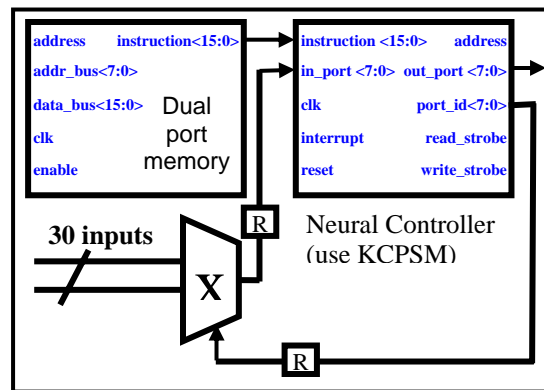 address instruction<15:0>
addr_bus<7:0>
data_bus<15:0>
clk
enable
Dual
port
memory
instruction <15:0> address
in_port <7:0> out_port <7:0>
clk port_id<7:0>
interrupt read_strobe
reset write_strobe
R
30 inputs
X
Neural Controller
(use KCPSM)
R